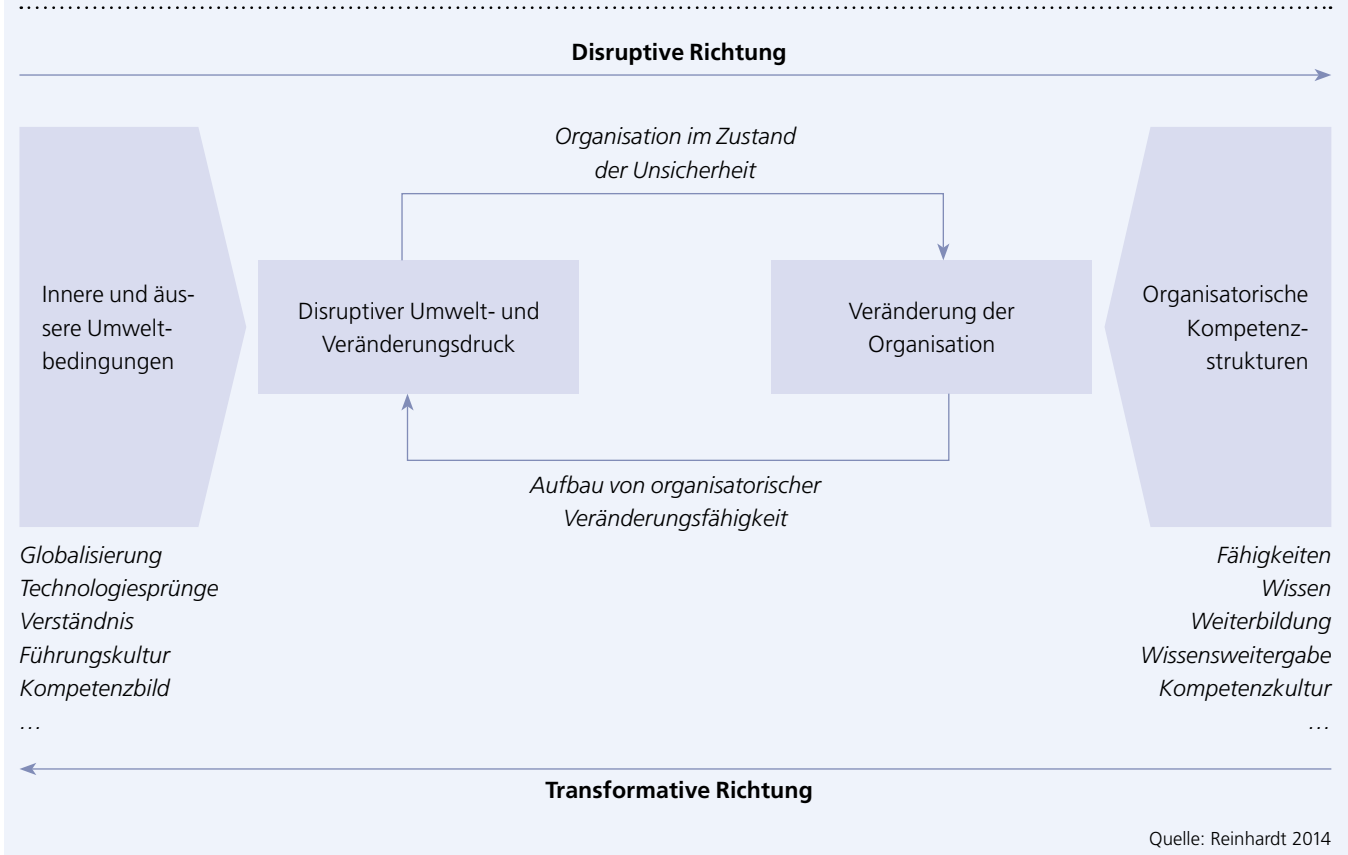 Disruptive Richtung
Organisation im Zustand
der Unsicherheit
Innere und äus-
sere Umwelt-
bedingungen
Disruptiver Umwelt- und
Veränderungsdruck
Veränderung der
Organisation
Organisatorische
Kompetenz-
strukturen
Aufbau von organisatorischer
Veränderungsfähigkeit
Globalisierung
Technologiesprünge
Verständnis
Führungskultur
Kompetenzbild
…
Fähigkeiten
Wissen
Weiterbildung
Wissensweitergabe
Kompetenzkultur
…
Transformative Richtung
Quelle: Reinhardt 2014